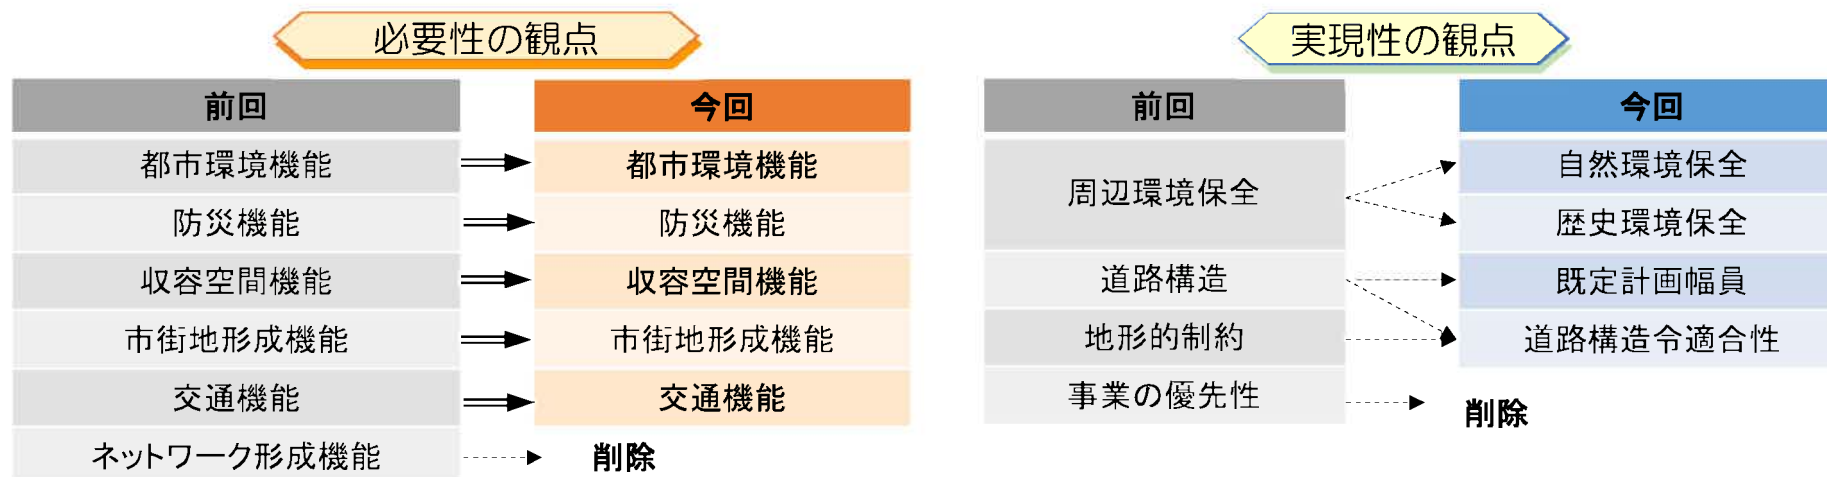 必要性の観点
前回
今回
都市環境機能
都市環境機能
防災機能
防災機能
収容空間機能
収容空間機能
市街地形成機能
市街地形成機能
交通機能
交通機能
ネットワーク形成機能
削除
実現性の観点
前回
今回
周辺環境保全
自然環境保全
歴史環境保全
道路構造
既定計画幅員
地形的制約
道路構造令適合性
事業の優先性
削除